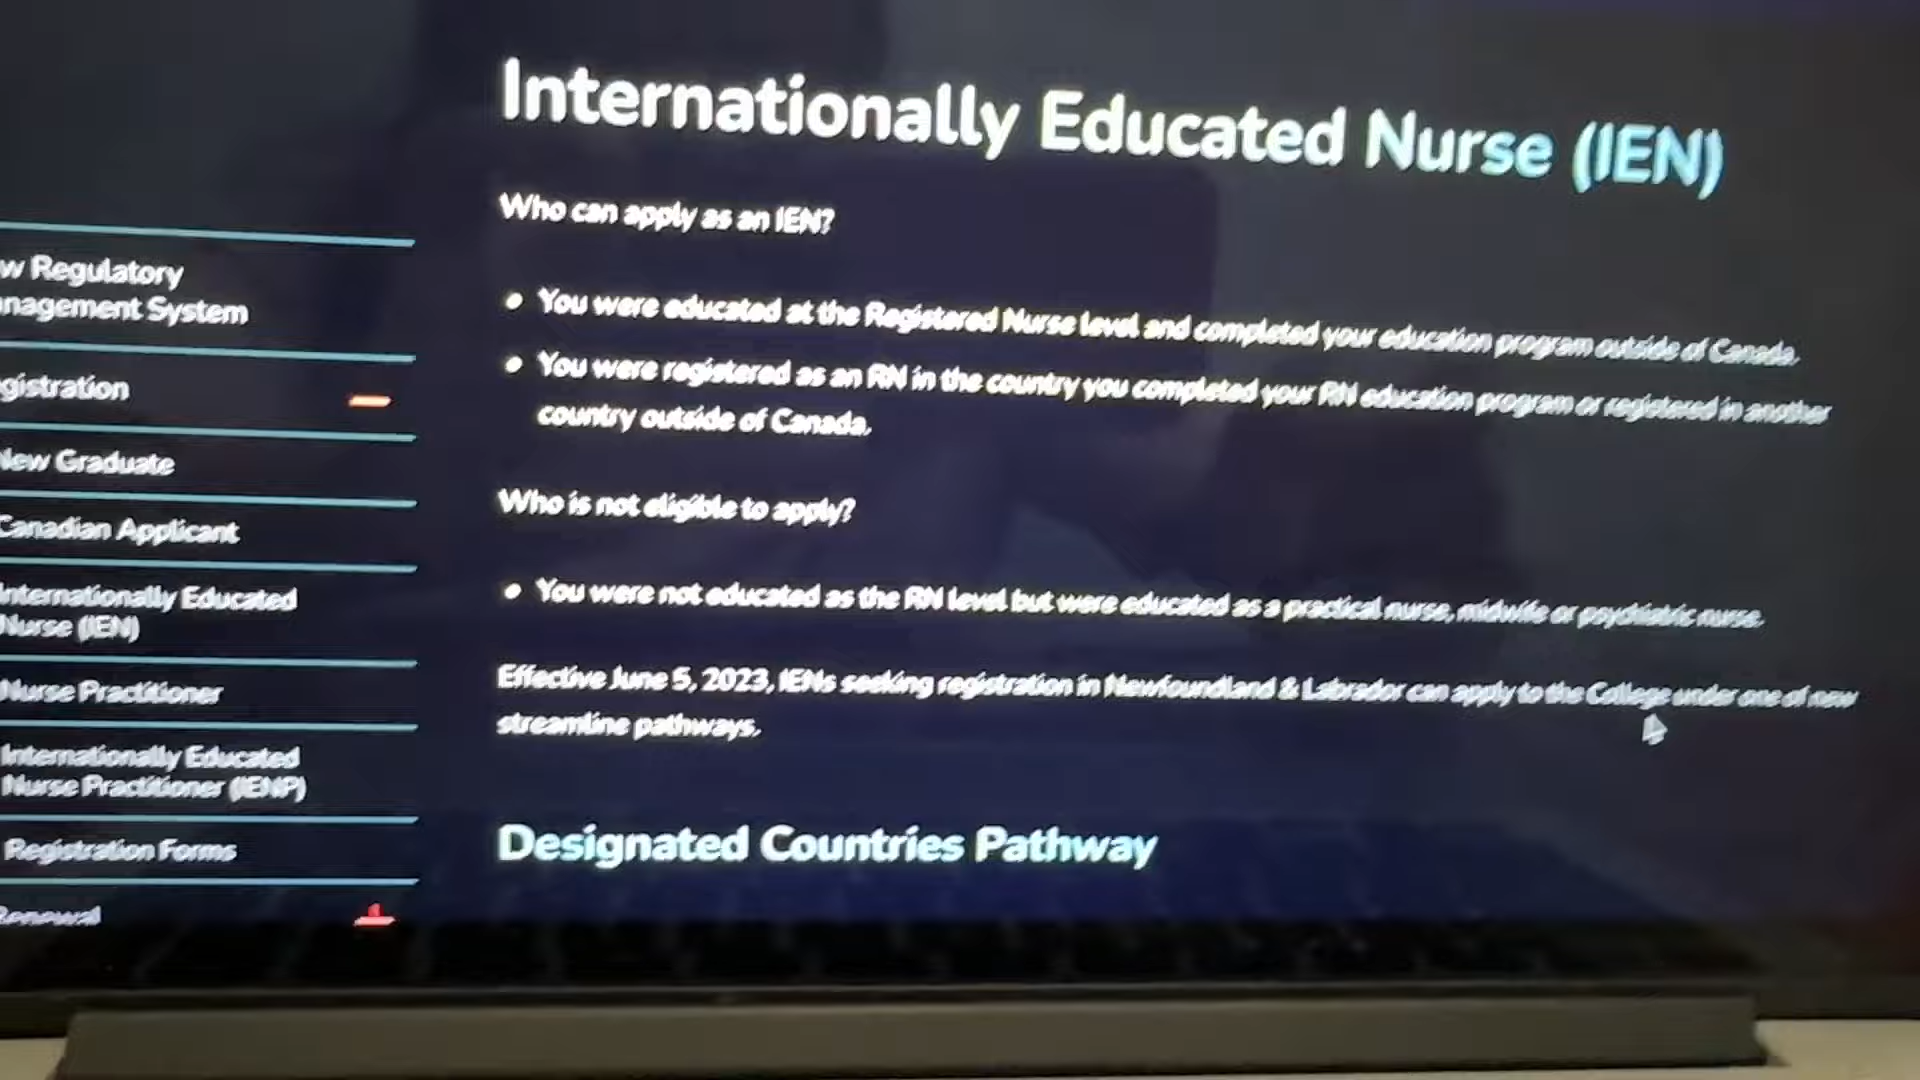 Internationally Educated Nurse (IEN)
Who can apply as an IEN?
• You were educated at the Registered Nurse level and completed your education program outside of Canada.
• You were registered as an RN in the country you completed your RN education program or registered in another
country outside of Canada.
Who is not eligible to apply?
• You were not educated as the RN level but were educated as a practical nurse, midwife or psychiatric nurse.
Effective June 5, 2023, IENs seeking registration in Newfoundland & Labrador can apply to the College under one of new
streamline pathways.
Designated Countries Pathway
w Regulatory
nagement System
gistration
New Graduate
Canadian Applicant
Internationally Educated
Nurse (IEN)
Nurse Practitioner
Internationally Educated
Nurse Practitioner (IENP)
Registration Forms
Renewal